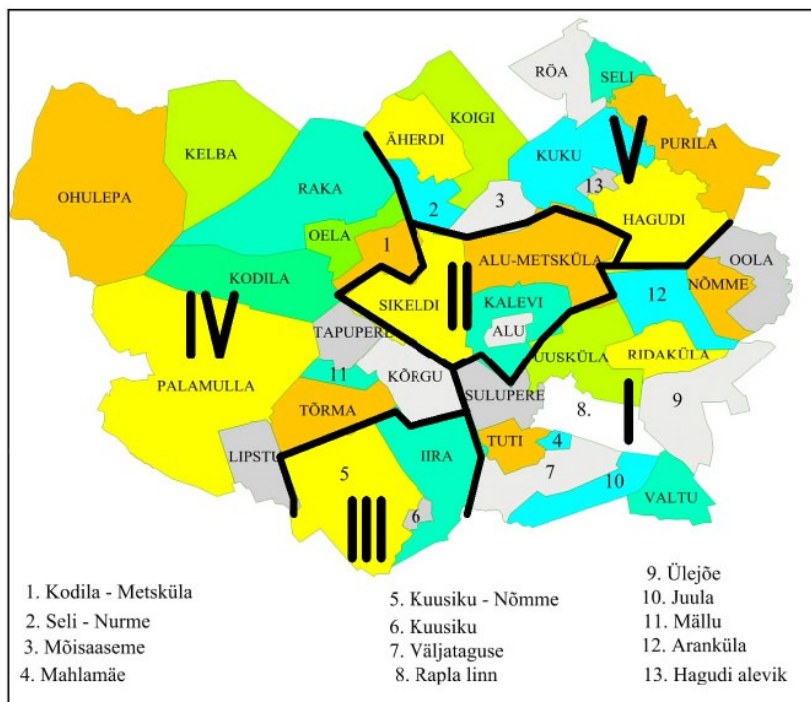 RÖA
SELI
KOIGI
ÄHERDI
PURILA
KUKU
V
KELBA
13
OHULEPA
RAKA
2
3
HAGUDI
OELA
1
ALU-METSKÜLA
OOLA
KODILA
NÕMME
SIKELDI
II
KALEVI
12
IV
TAPUPERE
ALU
UUSKÜLA
RIDAKÜLA
11
KÕRGU
PALAMULLA
SULUPERE
9
TÕRMA
8.
I
TUTI
4
LIPSTU
5
IIRA
7
10
VALTU
6
III
1. Kodila - Metsküla
2. Seli - Nurme
3. Mõisaaseme
4. Mahlamäe
5. Kuusiku - Nõmme
6. Kuusiku
7. Väljataguse
8. Rapla linn
9. Ülejõe
10. Juula
11. Mällu
12. Aranküla
13. Hagudi alevik